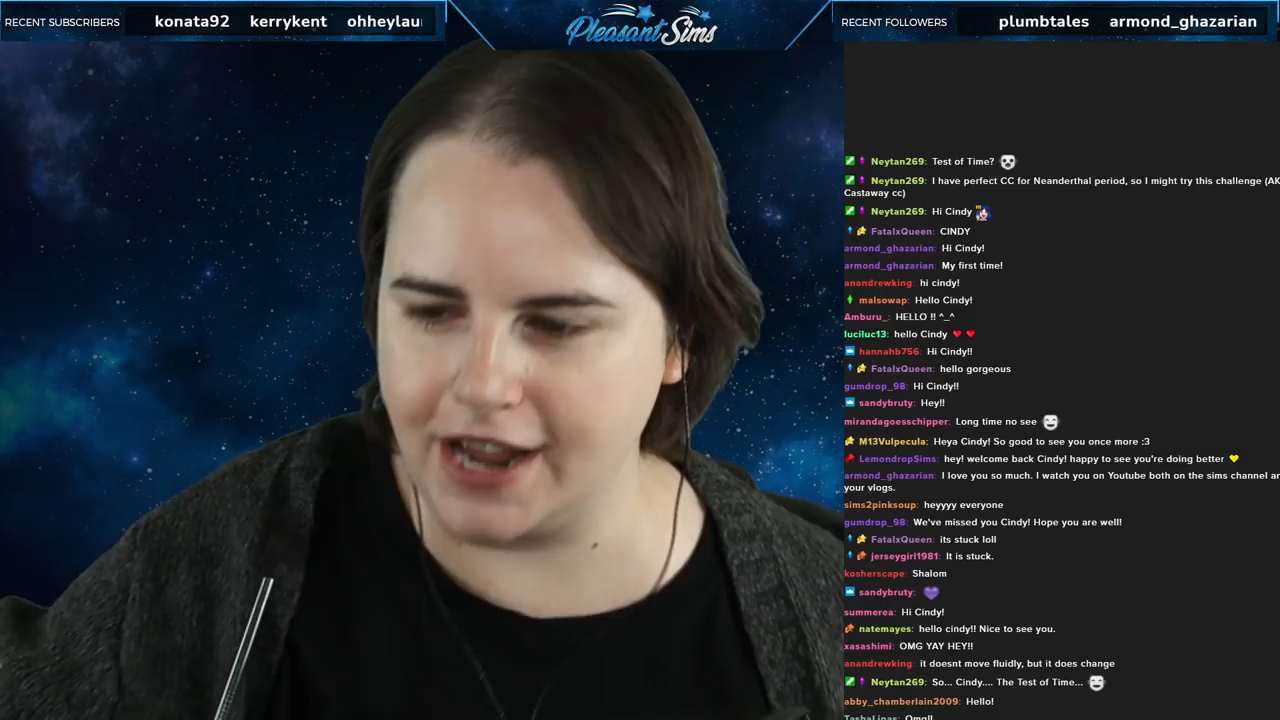 RECENT SUBSCRIBERS konata92 kerrykent ohheylau
PleasantSims
RECENT FOLLOWERS plumbtales armond_ghazarian
Neytan269: Test of Time?
Neytan269: I have perfect CC for Neanderthal period, so I might try this challenge (AK
Castaway cc)
Neytan269: Hi Cindy
FatalxQueen: CINDY
armond_ghazarian: Hi Cindy!
armond_ghazarian: My first time!
anandrewking: hi cindy!
malsowap: Hello Cindy!
Amburu_: HELLO !! ^_^
luciluc13: hello Cindy
hannahb756: Hi Cindy!!
FatalxQueen: hello gorgeous
gumdrop_98: Hi Cindy!!
sandybruty: Hey!!
mirandagoesschipper: Long time no see
M13Vulpecula: Heya Cindy! So good to see you once more :3
LemondropSims: hey! welcome back Cindy! happy to see you're doing better
armond_ghazarian: I love you so much. I watch you on Youtube both on the sims channel an
your vlogs.
sims2pinksoup: heyyyy everyone
gumdrop_98: We've missed you Cindy! Hope you are well!
FatalxQueen: its stuck loll
jerseygirl1981: It is stuck.
kosherscape: Shalom
sandybruty:
summerea: Hi Cindy!
natemayes: hello cindy!! Nice to see you.
xasashimi: OMG YAY HEY!!
anandrewking: it doesnt move fluidly, but it does change
Neytan269: So... Cindy.... The Test of Time...
abby_chamberlain2009: Hello!
TashaLinas: Omg!!